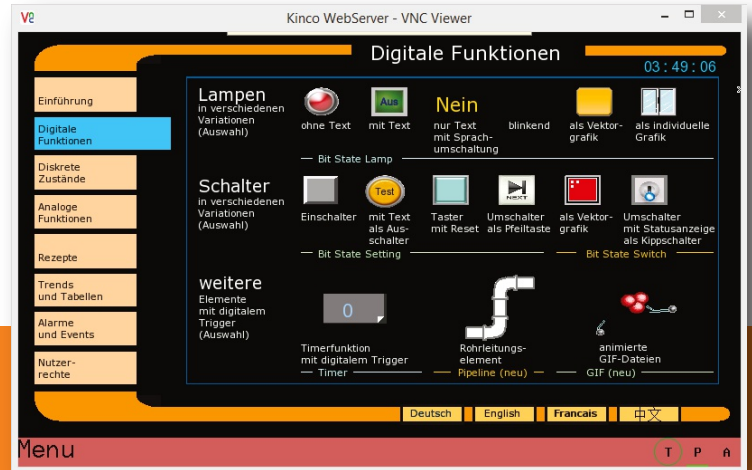 V2
Kinco WebServer - VNC Viewer
Digitale Funktionen
03:49:06
Einführung
Digitale
Funktionen
Diskrete
Zustände
Analoge
Funktionen
Rezepte
Trends
und Tabellen
Alarme
und Events
Nutzer-
rechte
Lampen
in verschiedenen
Variationen
(Auswahl)
Aus
Nein
ohne Text
mit Text
nur Text
mit Sprach-
umschaltung
blinkend
als Vektor-
grafik
als individuelle
Grafik
Bit State Lamp
Schalter
in verschiedenen
Variationen
(Auswahl)
Test
NEXT
Einschalter
mit Text
als Aus-
schalter
Taster
mit Reset
Umschalter
als Pfeiltaste
als Vektor-
grafik
Umschalter
mit Statusanzeige
als Kippschalter
Bit State Setting
Bit State Switch
weitere
Elemente
mit digitalem
Trigger
(Auswahl)
0
Timerfunktion
mit digitalem Trigger
Rohrleitungs-
element
animierte
GIF-Dateien
Timer
Pipeline (neu)
GIF (neu)
Deutsch
English
Francais
中文
Menu
T P A